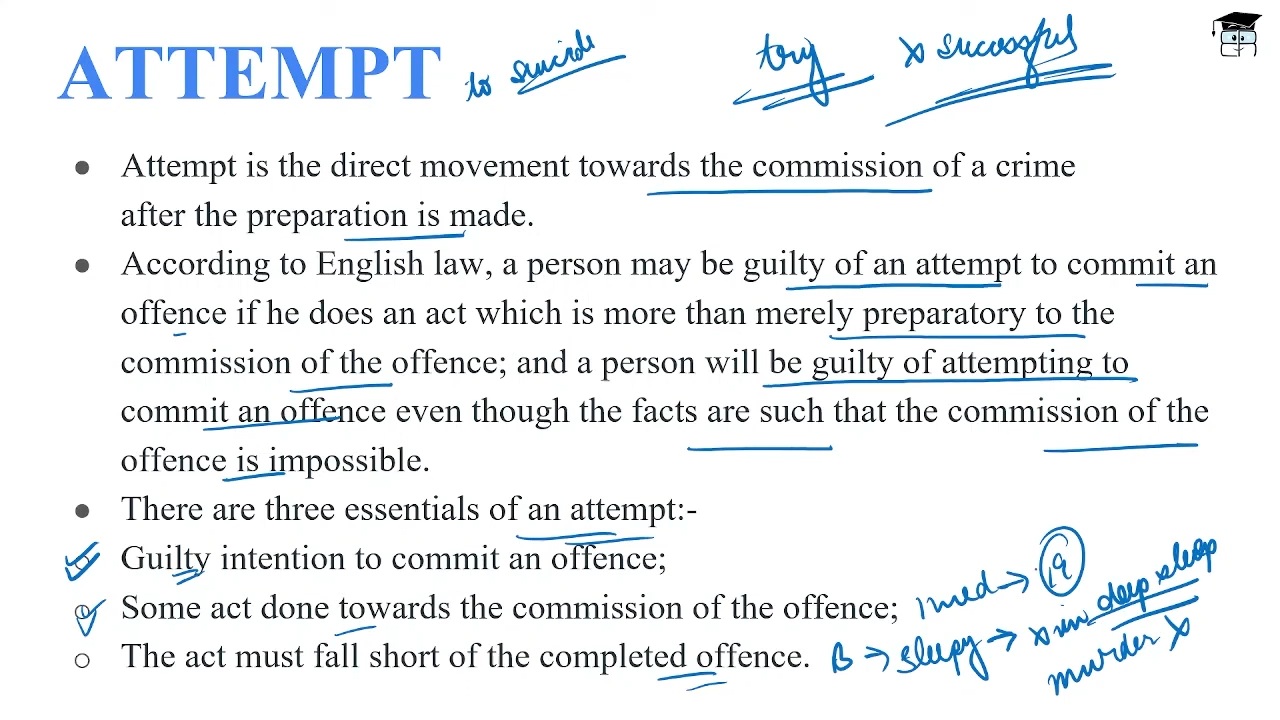 ATTEMPT to suicide try x successful
● Attempt is the direct movement towards the commission of a crime
after the preparation is made.
● According to English law, a person may be guilty of an attempt to commit an
offence if he does an act which is more than merely preparatory to the
commission of the offence; and a person will be guilty of attempting to
commit an offence even though the facts are such that the commission of the
offence is impossible.
● There are three essentials of an attempt:-
○ Guilty intention to commit an offence;
○ Some act done towards the commission of the offence;
○ The act must fall short of the completed offence.
1 med →
B → sleepy → x in deep sleep
murder x